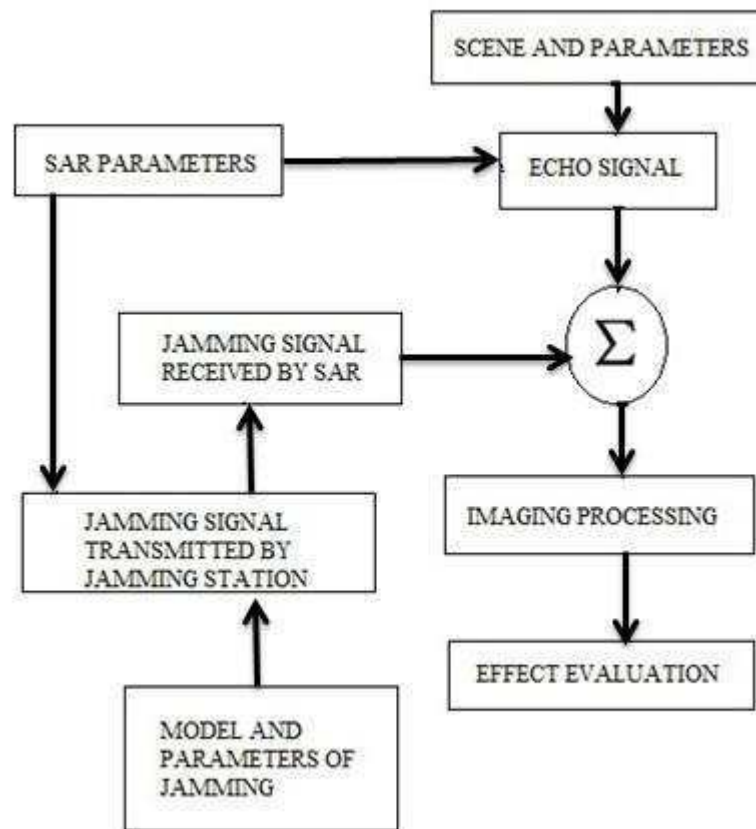 SCENE AND PARAMETERS
SAR PARAMETERS
ECHO SIGNAL
JAMMING SIGNAL
RECEIVED BY SAR
Σ
JAMMING SIGNAL
TRANSMITTED BY
JAMMING STATION
IMAGING PROCESSING
EFFECT EVALUATION
MODEL AND
PARAMETERS OF
JAMMING